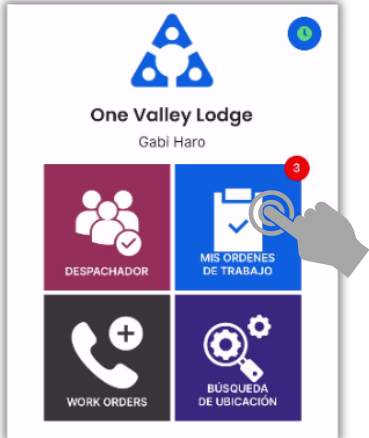 One Valley Lodge
Gabi Haro
3
DESPACHADOR
MIS ORDENES
DE TRABAJO
WORK ORDERS
BÚSQUEDA
DE UBICACIÓN